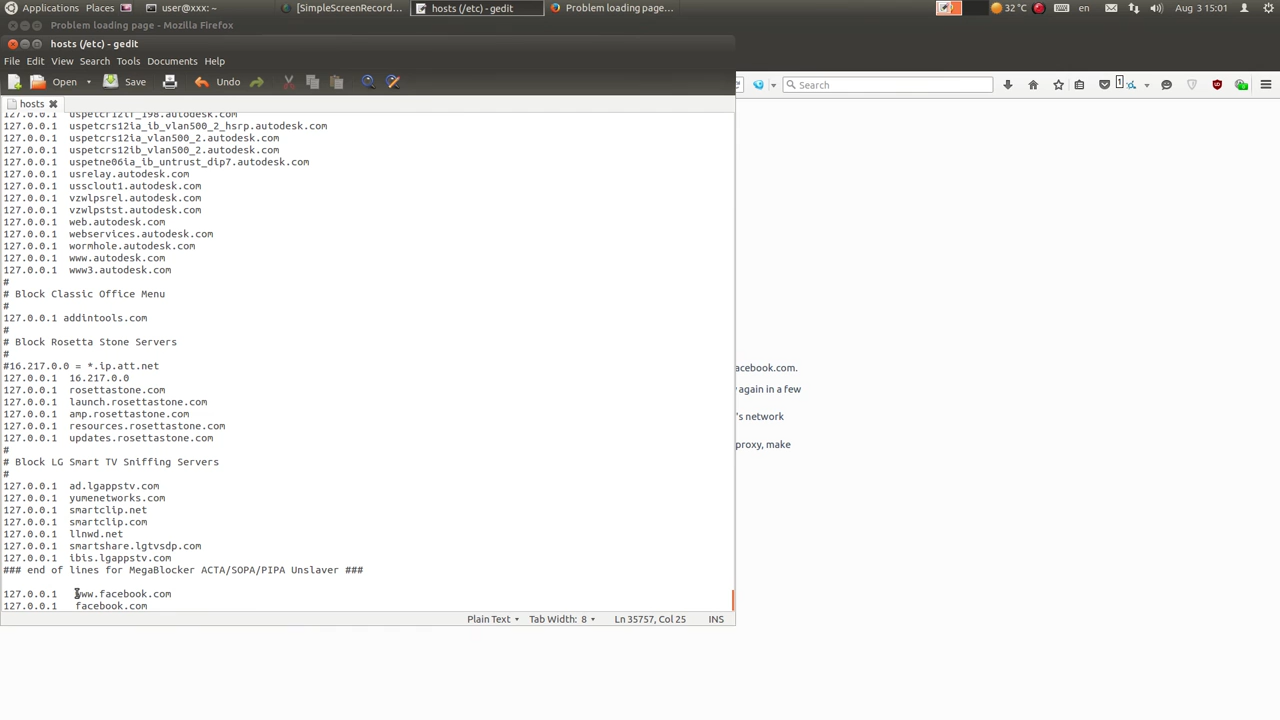 Applications Places user@xxx: ~ [SimpleScreenRecord... hosts (/etc) - gedit Problem loading page... 32 °C en Aug 3 15:01
Problem loading page - Mozilla Firefox
hosts (/etc) - gedit
File Edit View Search Tools Documents Help
Open Save Undo Search
hosts
127.0.0.1 uspetcr12tf_198.autodesk.com
127.0.0.1 uspetcrs12ia_ib_vlan500_2_hsrp.autodesk.com
127.0.0.1 uspetcrs12ia_vlan500_2.autodesk.com
127.0.0.1 uspetcrs12ib_vlan500_2.autodesk.com
127.0.0.1 uspetne06ia_ib_untrust_dip7.autodesk.com
127.0.0.1 usrelay.autodesk.com
127.0.0.1 ussclout1.autodesk.com
127.0.0.1 vzwlpsrel.autodesk.com
127.0.0.1 vzwlptst.autodesk.com
127.0.0.1 web.autodesk.com
127.0.0.1 webservices.autodesk.com
127.0.0.1 wormhole.autodesk.com
127.0.0.1 www.autodesk.com
127.0.0.1 www3.autodesk.com
#
# Block Classic Office Menu
#
127.0.0.1 addintools.com
#
# Block Rosetta Stone Servers
#
#16.217.0.0 = *.ip.att.net
127.0.0.1 16.217.0.0
127.0.0.1 rosettastone.com
127.0.0.1 launch.rosettastone.com
127.0.0.1 amp.rosettastone.com
127.0.0.1 resources.rosettastone.com
127.0.0.1 updates.rosettastone.com
#
# Block LG Smart TV Sniffing Servers
#
127.0.0.1 ad.lgappstv.com
127.0.0.1 yumenetworks.com
127.0.0.1 smartclip.net
127.0.0.1 smartclip.com
127.0.0.1 llnwd.net
127.0.0.1 smartshare.lgtvsdp.com
127.0.0.1 ibis.lgappstv.com
### end of lines for MegaBlocker ACTA/SOPA/PIPA Unslaver ###
127.0.0.1 www.facebook.com
127.0.0.1 facebook.com
Plain Text Tab Width: 8 Ln 35757, Col 25 INS
acebook.com.
again in a few
's network
proxy, make